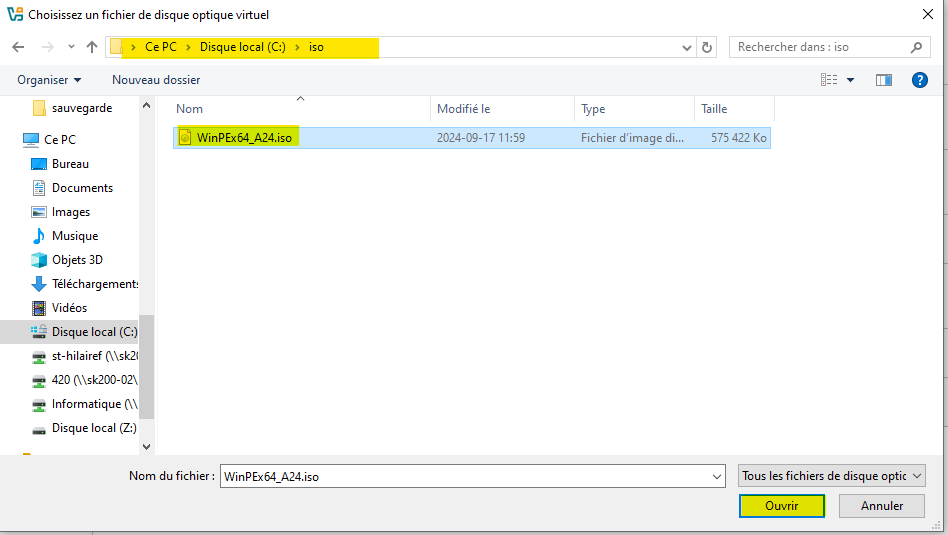 Choisissez un fichier de disque optique virtuel
Ce PC > Disque local (C:) > iso
Rechercher dans : iso
Organiser
Nouveau dossier
Nom
Modifié le
Type
Taille
WinPEx64_A24.iso
2024-09-17 11:59
Fichier d'image di...
575 422 Ko
sauvegarde
Ce PC
Bureau
Documents
Images
Musique
Objets 3D
Téléchargements
Vidéos
Disque local (C:)
st-hilairef (\\sk20
420 (\\sk200-02\
Informatique (\\
Disque local (Z:)
Nom du fichier :
WinPEx64_A24.iso
Tous les fichiers de disque optic
Ouvrir
Annuler